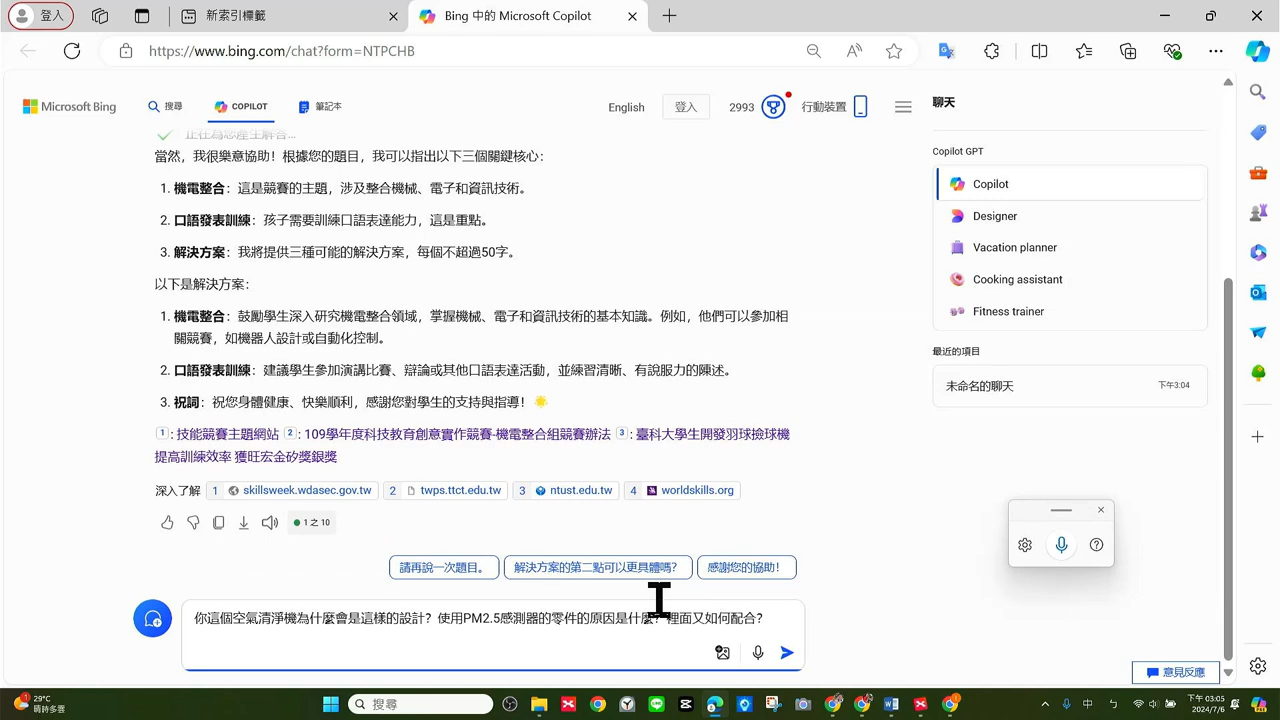 登入
新索引標籤
Bing 中的 Microsoft Copilot
https://www.bing.com/chat?form=NTPCHB
Microsoft Bing
搜尋
COPILOT
筆記本
English
登入
2993
行動裝置
正在為您產生解答...
當然，我很樂意協助！根據您的題目，我可以指出以下三個關鍵核心：
1. 機電整合：這是競賽的主題，涉及整合機械、電子和資訊技術。
2. 口語發表訓練：孩子需要訓練口語表達能力，這是重點。
3. 解決方案：我將提供三種可能的解決方案，每個不超過50字。
以下是解決方案：
1. 機電整合：鼓勵學生深入研究機電整合領域，掌握機械、電子和資訊技術的基本知識。例如，他們可以參加相
關競賽，如機器人設計或自動化控制。
2. 口語發表訓練：建議學生參加演講比賽、辯論或其他口語表達活動，並練習清晰、有說服力的陳述。
3. 祝詞：祝您身體健康、快樂順利，感謝您對學生的支持與指導！
1 : 技能競賽主題網站 2 : 109學年度科技教育創意實作競賽-機電整合組競賽辦法 3 : 臺科大學生開發羽球撿球機
提高訓練效率 獲旺宏金矽獎銀獎
深入了解 1 skillsweek.wdasec.gov.tw 2 twps.ttct.edu.tw 3 ntust.edu.tw 4 worldskills.org
1 之 10
請再說一次題目。
解決方案的第二點可以更具體嗎？
感謝您的協助！
你這個空氣清淨機為什麼會是這樣的設計？使用PM2.5感測器的零件的原因是什麼？裡面又如何配合？
聊天
Copilot GPT
Copilot
Designer
Vacation planner
Cooking assistant
Fitness trainer
最近的項目
未命名的聊天
下午3:04
意見反應
1
29°C
晴時多雲
搜尋
中
下午 03:05
2024/7/6